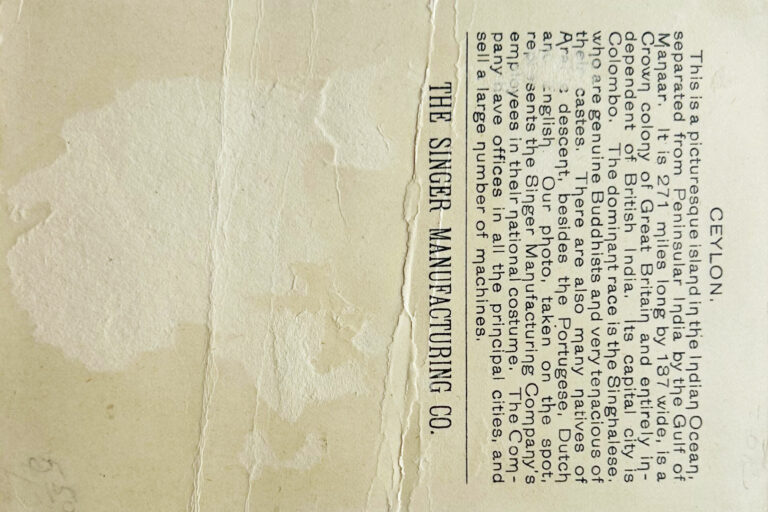 CEYLON.
This is a picturesque island in the Indian Ocean,
separated from Peninsular India by the Gulf of
Manaar. It is 271 miles long by 137 wide, is a
Crown colony of Great Britain and entirely in-
dependent of British India. Its capital city is
Colombo. The dominant race is the Singhalese,
who are genuine Buddhists and very tenacious of
their castes. There are also many natives of
descent, besides the Portugese, Dutch
and English. Our photo, taken on the spot,
represents the Singer Manufacturing Company's
employees in their national costume. The Com-
pany have offices in all the principal cities, and
sell a large number of machines.
THE SINGER MANUFACTURING CO.